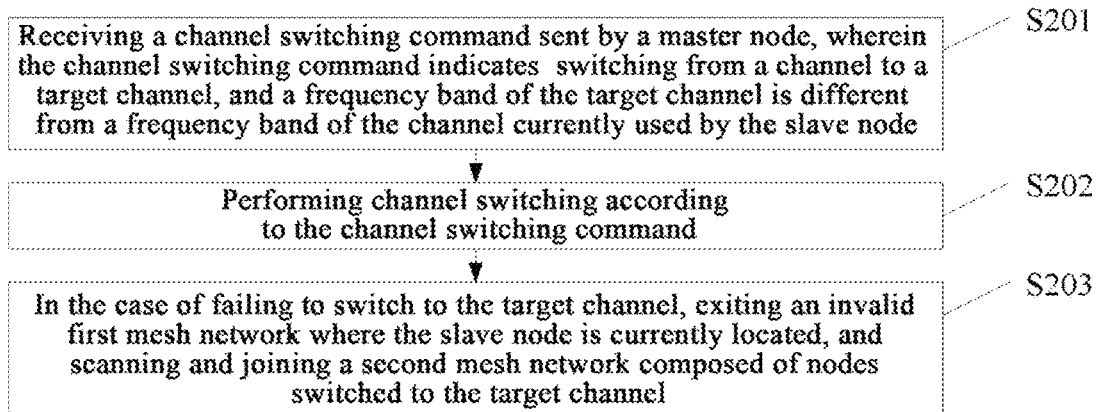 Receiving a channel switching command sent by a master node, wherein
the channel switching command indicates switching from a channel to a
target channel, and a frequency band of the target channel is different
from a frequency band of the channel currently used by the slave node
S201
Performing channel switching according
to the channel switching command
S202
In the case of failing to switch to the target channel, exiting an invalid
first mesh network where the slave node is currently located, and
scanning and joining a second mesh network composed of nodes
switched to the target channel
S203